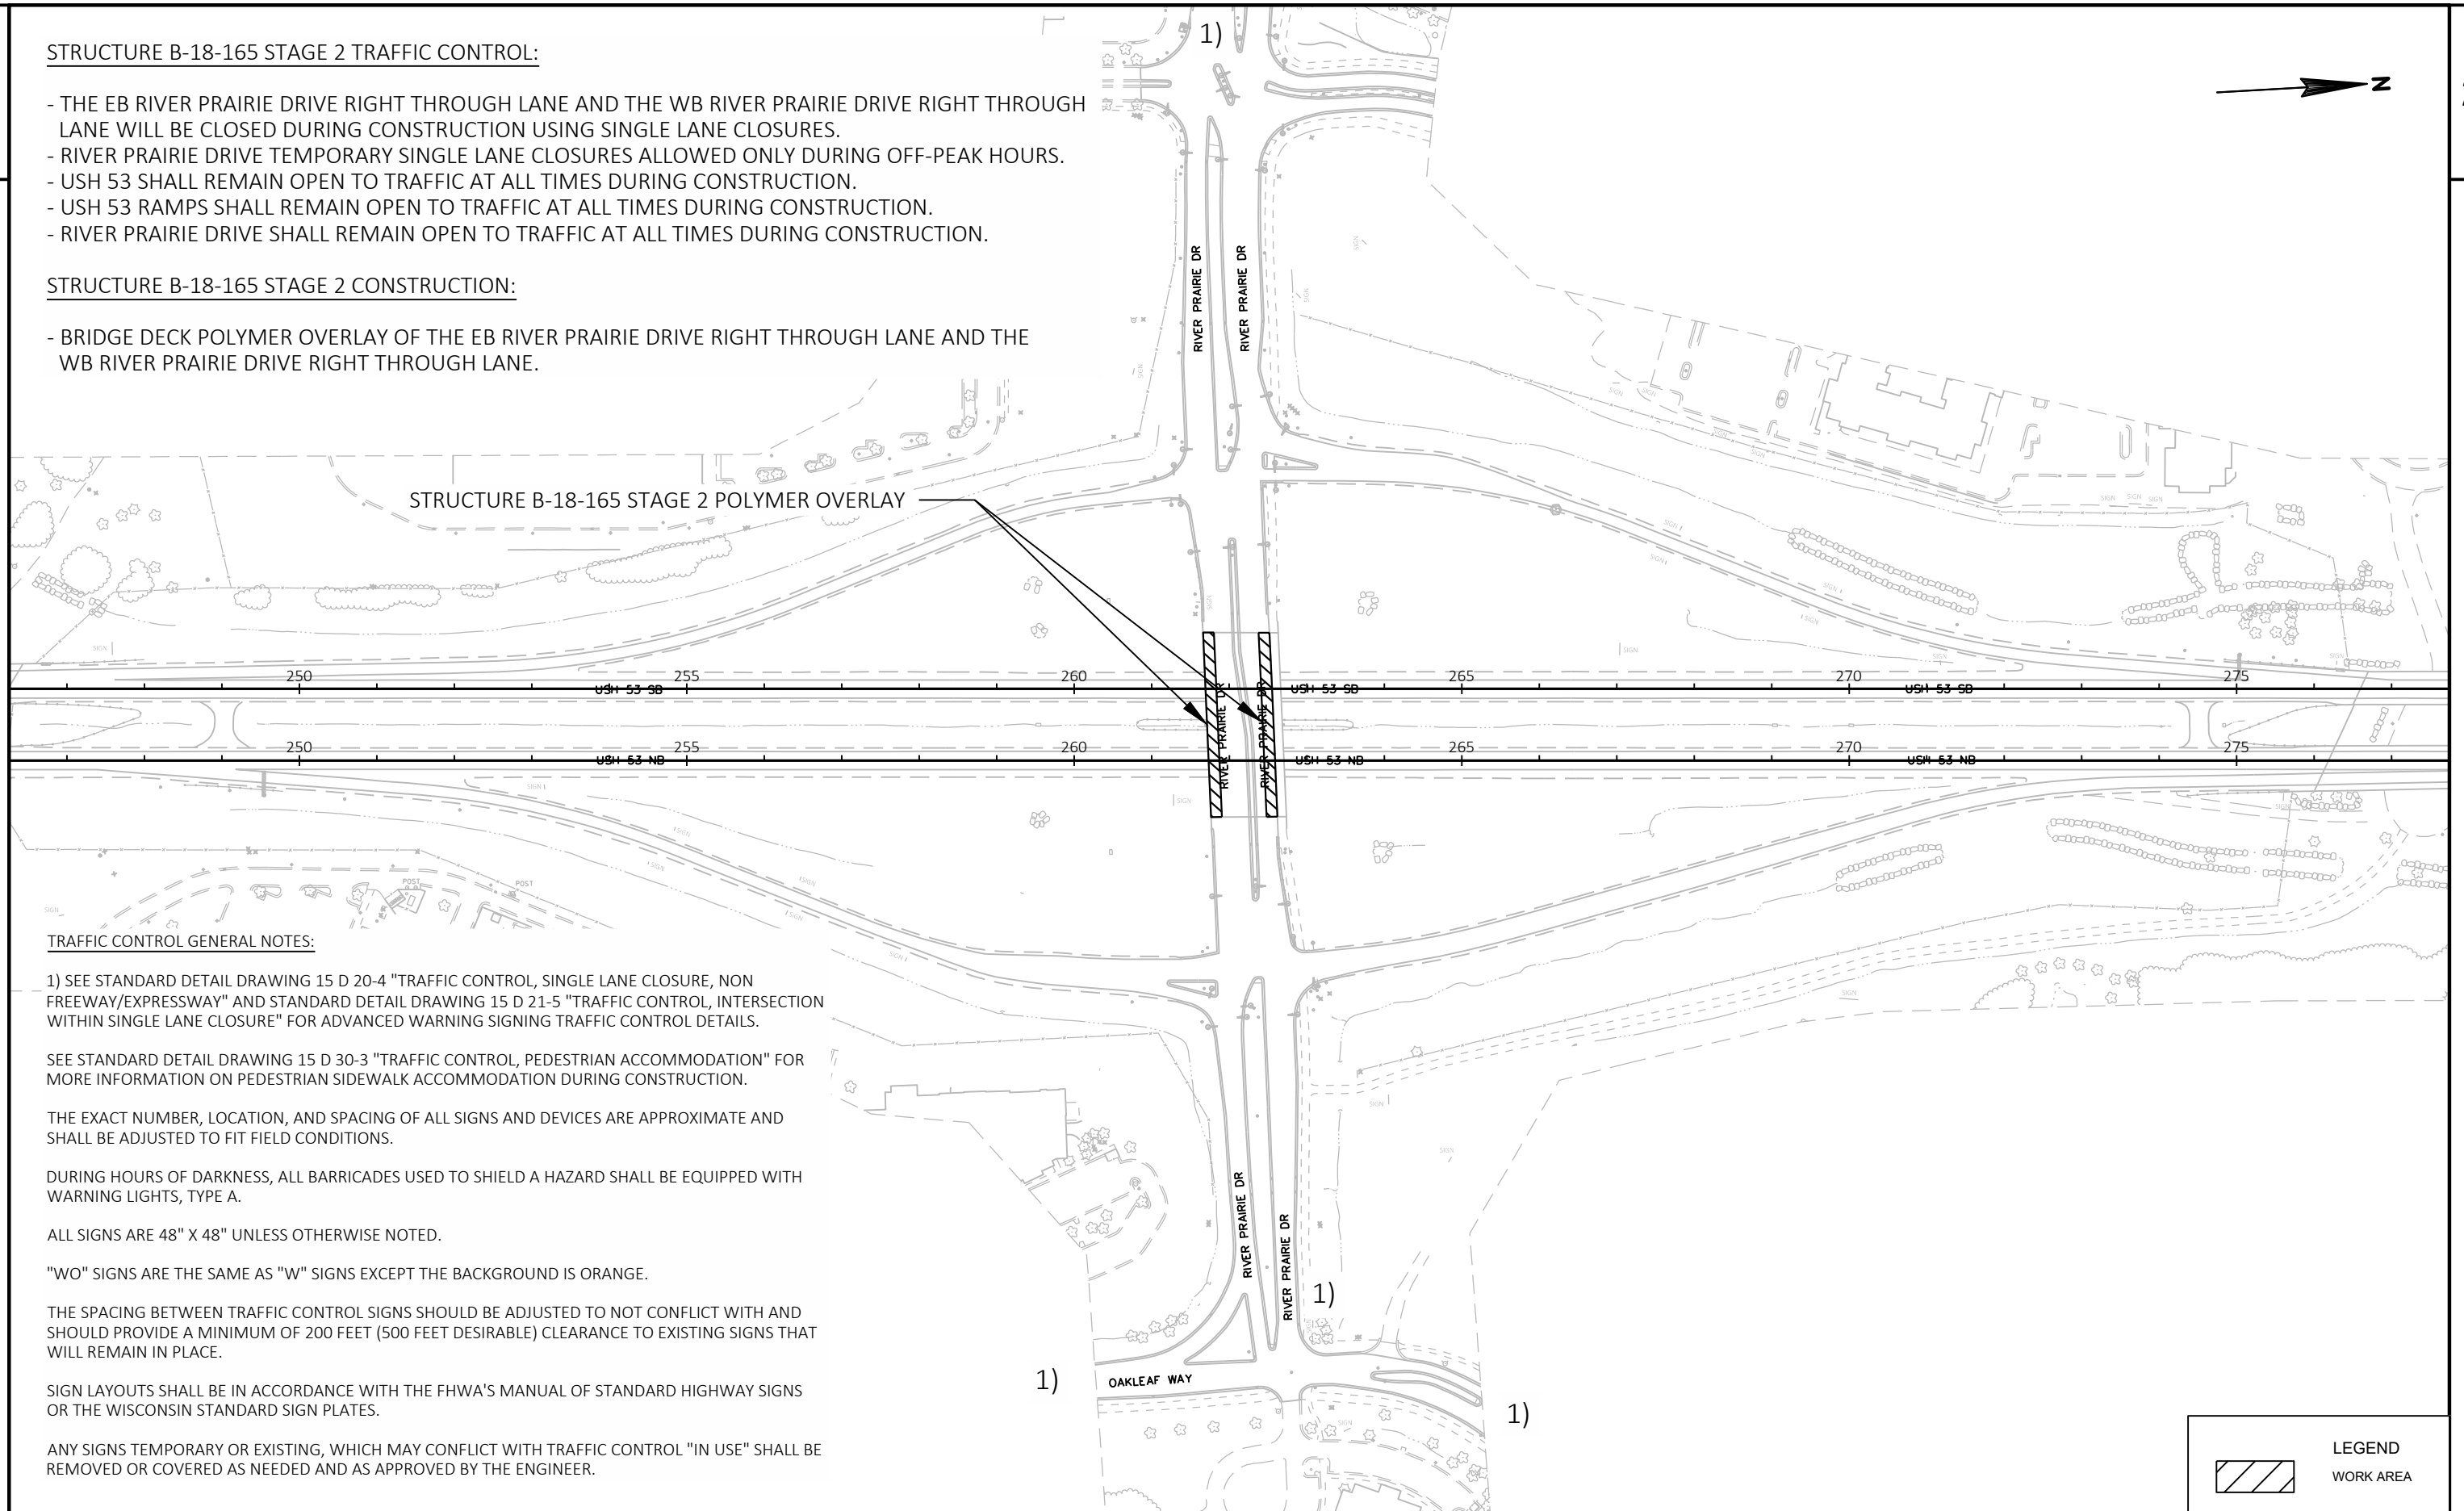 STRUCTURE B-18-165 STAGE 2 TRAFFIC CONTROL:
- THE EB RIVER PRAIRIE DRIVE RIGHT THROUGH LANE AND THE WB RIVER PRAIRIE DRIVE RIGHT THROUGH
LANE WILL BE CLOSED DURING CONSTRUCTION USING SINGLE LANE CLOSURES.
- RIVER PRAIRIE DRIVE TEMPORARY SINGLE LANE CLOSURES ALLOWED ONLY DURING OFF-PEAK HOURS.
- USH 53 SHALL REMAIN OPEN TO TRAFFIC AT ALL TIMES DURING CONSTRUCTION.
- USH 53 RAMPS SHALL REMAIN OPEN TO TRAFFIC AT ALL TIMES DURING CONSTRUCTION.
- RIVER PRAIRIE DRIVE SHALL REMAIN OPEN TO TRAFFIC AT ALL TIMES DURING CONSTRUCTION.
STRUCTURE B-18-165 STAGE 2 CONSTRUCTION:
- BRIDGE DECK POLYMER OVERLAY OF THE EB RIVER PRAIRIE DRIVE RIGHT THROUGH LANE AND THE
WB RIVER PRAIRIE DRIVE RIGHT THROUGH LANE.
1)
N
RIVER PRAIRIE DR
RIVER PRAIRIE DR
STRUCTURE B-18-165 STAGE 2 POLYMER OVERLAY
250 255 260 265 270 275
USH 53 SB USH 53 SB USH 53 SB
RIVER PRAIRIE DR
RIVER PRAIRIE DR
250 255 260 265 270 275
USH 53 NB USH 53 NB USH 53 NB
POST
POST
TRAFFIC CONTROL GENERAL NOTES:
1) SEE STANDARD DETAIL DRAWING 15 D 20-4 "TRAFFIC CONTROL, SINGLE LANE CLOSURE, NON
FREEWAY/EXPRESSWAY" AND STANDARD DETAIL DRAWING 15 D 21-5 "TRAFFIC CONTROL, INTERSECTION
WITHIN SINGLE LANE CLOSURE" FOR ADVANCED WARNING SIGNING TRAFFIC CONTROL DETAILS.
SEE STANDARD DETAIL DRAWING 15 D 30-3 "TRAFFIC CONTROL, PEDESTRIAN ACCOMMODATION" FOR
MORE INFORMATION ON PEDESTRIAN SIDEWALK ACCOMMODATION DURING CONSTRUCTION.
THE EXACT NUMBER, LOCATION, AND SPACING OF ALL SIGNS AND DEVICES ARE APPROXIMATE AND
SHALL BE ADJUSTED TO FIT FIELD CONDITIONS.
DURING HOURS OF DARKNESS, ALL BARRICADES USED TO SHIELD A HAZARD SHALL BE EQUIPPED WITH
WARNING LIGHTS, TYPE A.
ALL SIGNS ARE 48" X 48" UNLESS OTHERWISE NOTED.
"WO" SIGNS ARE THE SAME AS "W" SIGNS EXCEPT THE BACKGROUND IS ORANGE.
THE SPACING BETWEEN TRAFFIC CONTROL SIGNS SHOULD BE ADJUSTED TO NOT CONFLICT WITH AND
SHOULD PROVIDE A MINIMUM OF 200 FEET (500 FEET DESIRABLE) CLEARANCE TO EXISTING SIGNS THAT
WILL REMAIN IN PLACE.
SIGN LAYOUTS SHALL BE IN ACCORDANCE WITH THE FHWA'S MANUAL OF STANDARD HIGHWAY SIGNS
OR THE WISCONSIN STANDARD SIGN PLATES.
ANY SIGNS TEMPORARY OR EXISTING, WHICH MAY CONFLICT WITH TRAFFIC CONTROL "IN USE" SHALL BE
REMOVED OR COVERED AS NEEDED AND AS APPROVED BY THE ENGINEER.
RIVER PRAIRIE DR
RIVER PRAIRIE DR
1)
1)
OAKLEAF WAY
1)
LEGEND
WORK AREA